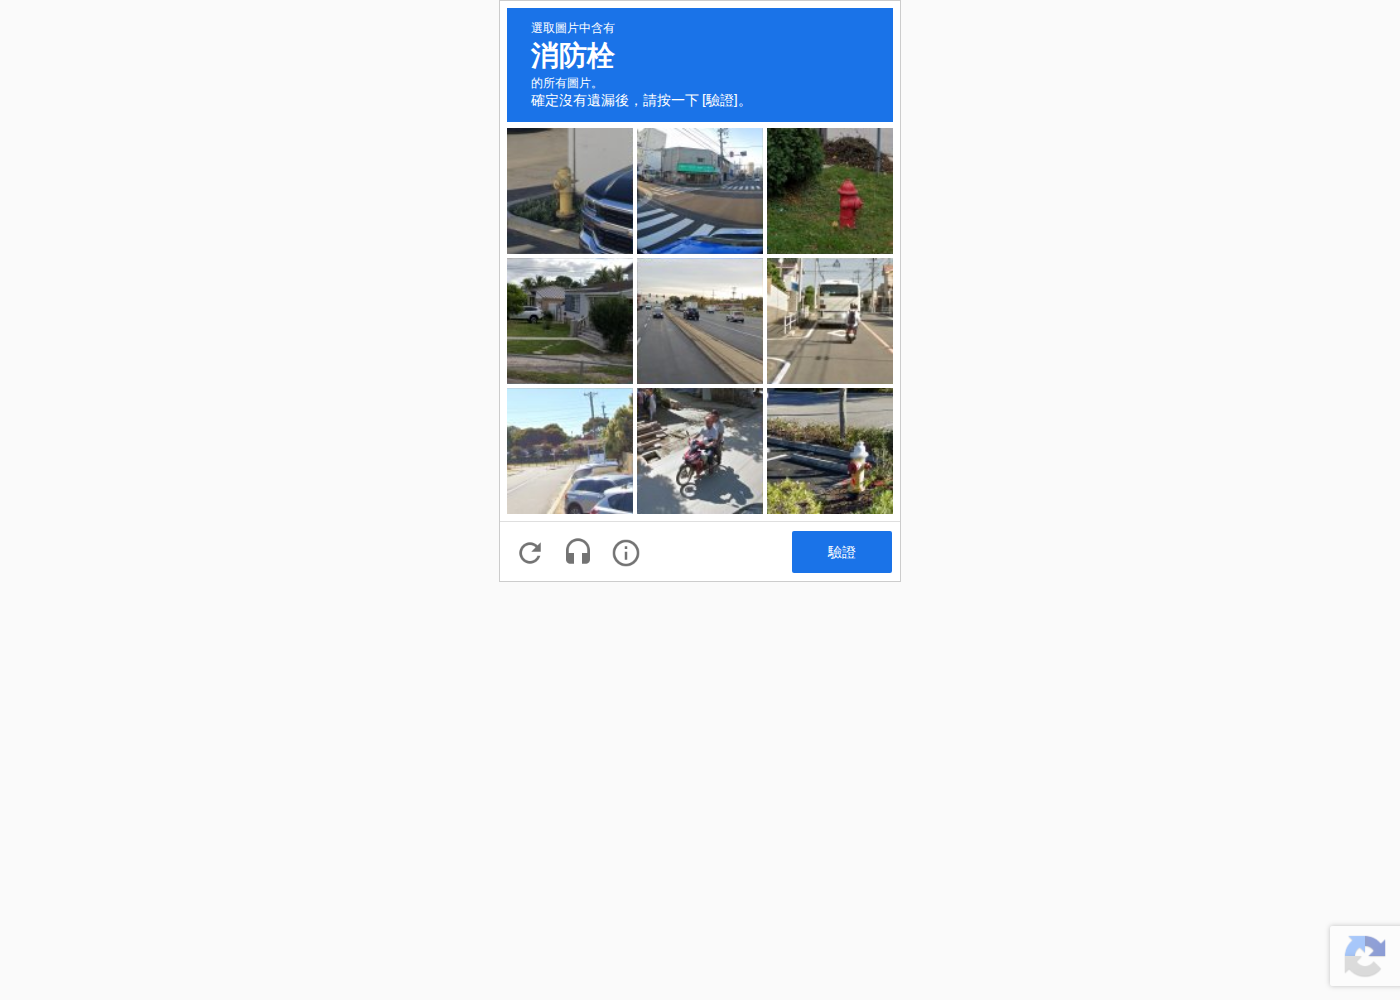 選取圖片中含有
消防栓
的所有圖片。
確定沒有遺漏後，請按一下 [驗證]。
驗證